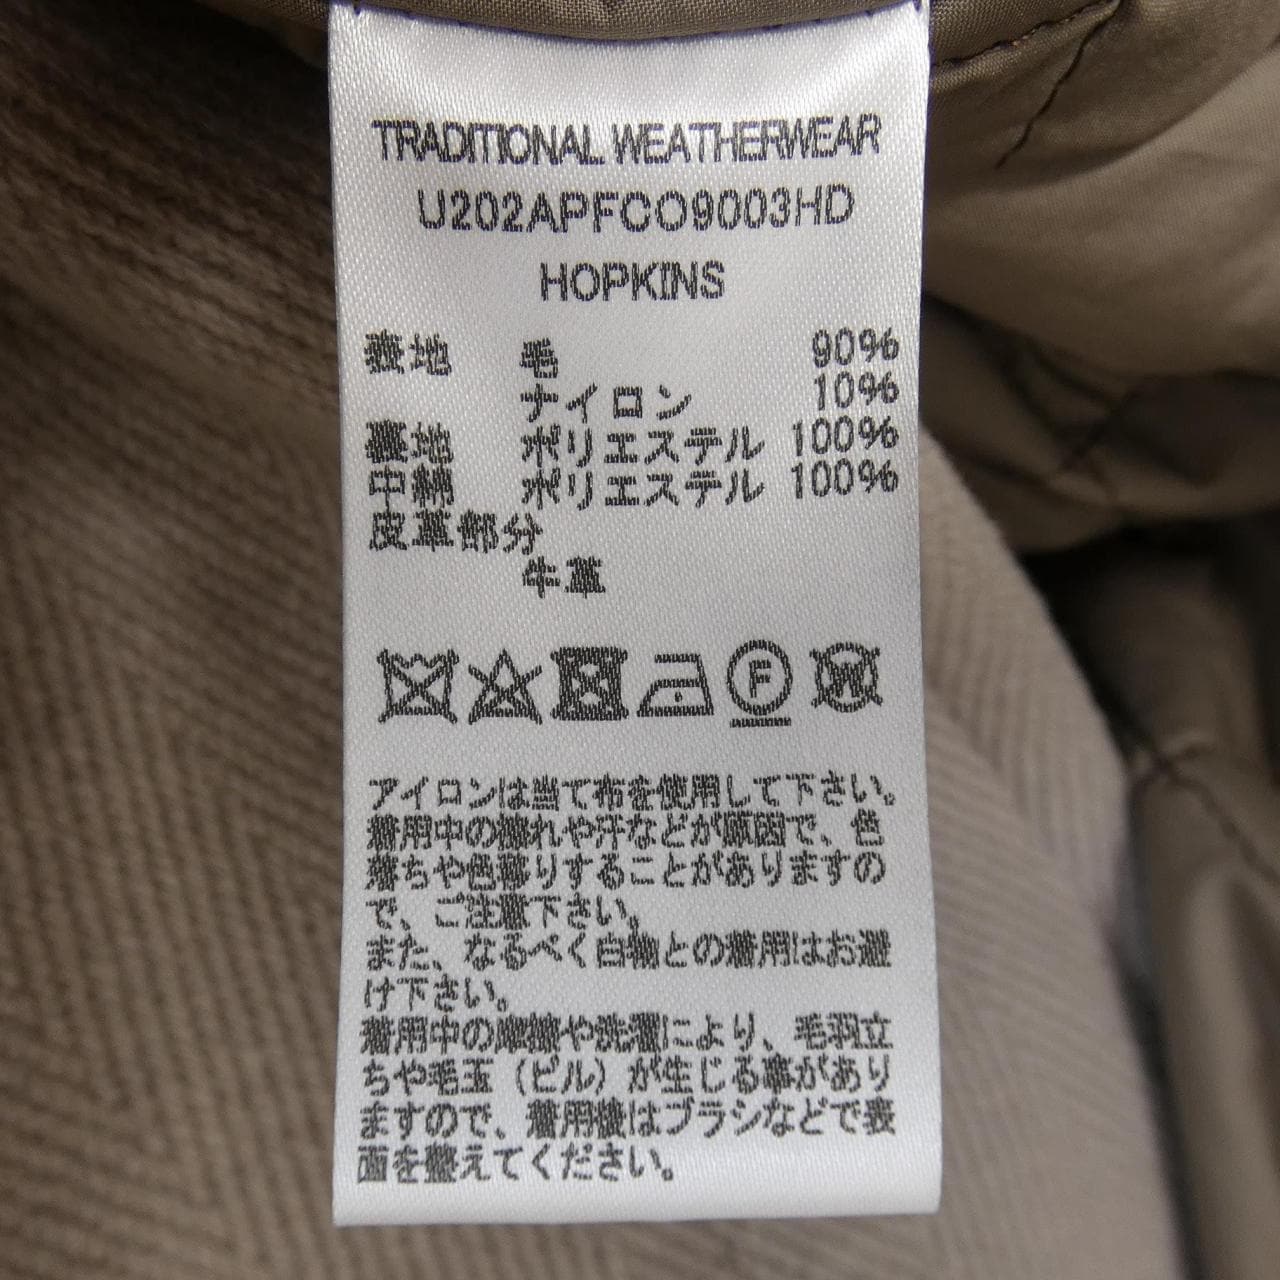 TRADITIONAL WEATHERWEAR
U202APFCO9003HD
HOPKINS
表地 毛 90%
ナイロン 10%
裏地 ポリエステル 100%
中綿 ポリエステル 100%
皮革部分
牛革
F
W
アイロンは当て布を使用して下さい。
着用中の擦れや汗などが原因で、色
落ちや色移りすることがありますの
で、ご注意下さい。
また、なるべく白物との着用はお避
け下さい。
着用中の摩擦や洗濯により、毛羽立
ちや毛玉（ピル）が生じる事があり
ますので、着用後はブラシなどで表
面を整えてください。